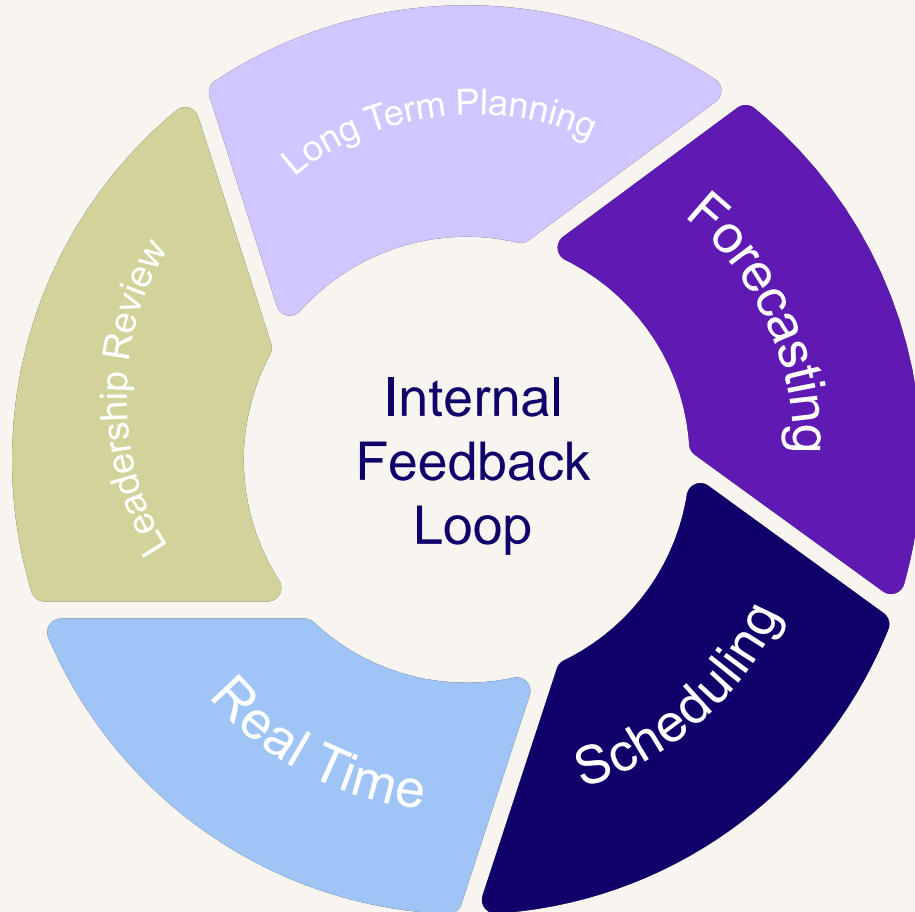 Long Term Planning
Forecasting
Scheduling
Real Time
Leadership Review
Internal
Feedback
Loop